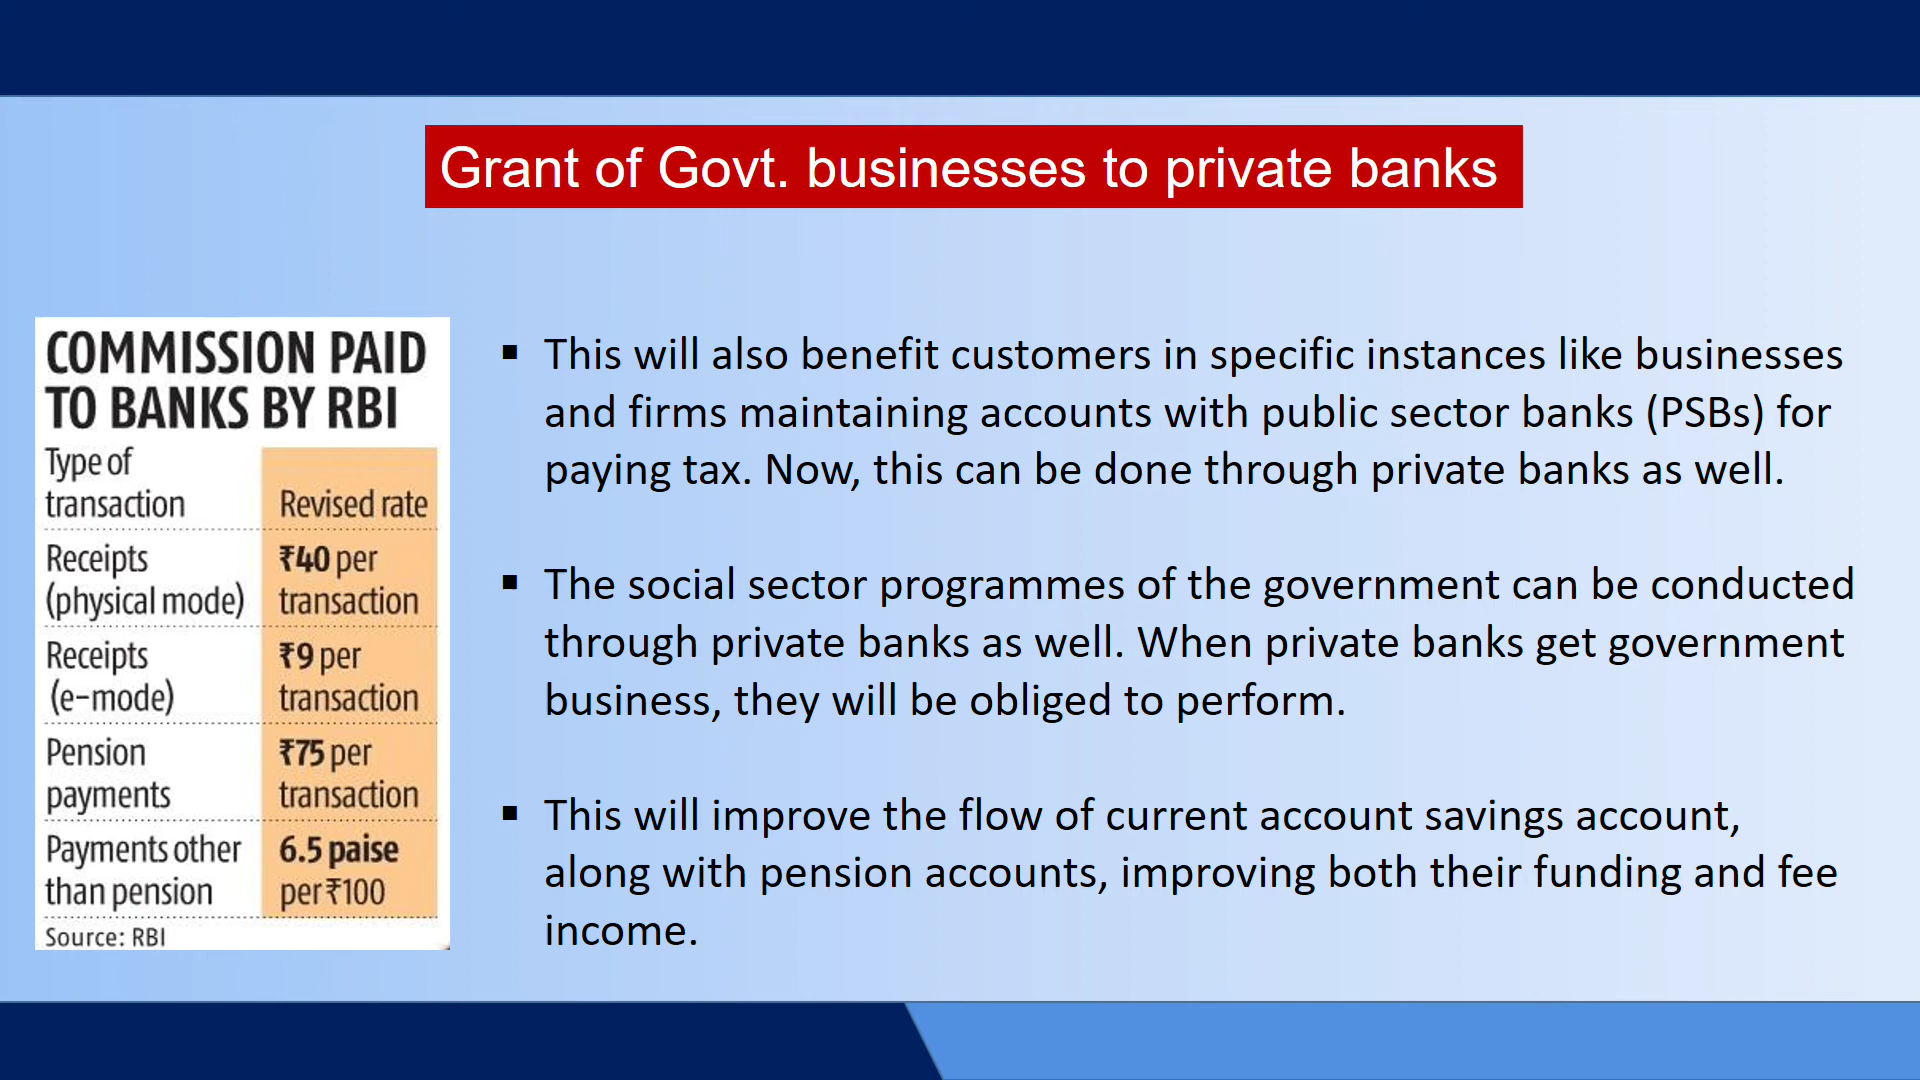 Grant of Govt. businesses to private banks
COMMISSION PAID
TO BANKS BY RBI
Type of
transaction
Revised rate
Receipts
(physical mode)
₹40 per
transaction
Receipts
(e-mode)
₹9 per
transaction
Pension
payments
₹75 per
transaction
Payments other
than pension
6.5 paise
per ₹100
Source: RBI
▪ This will also benefit customers in specific instances like businesses
and firms maintaining accounts with public sector banks (PSBs) for
paying tax. Now, this can be done through private banks as well.
▪ The social sector programmes of the government can be conducted
through private banks as well. When private banks get government
business, they will be obliged to perform.
▪ This will improve the flow of current account savings account,
along with pension accounts, improving both their funding and fee
income.